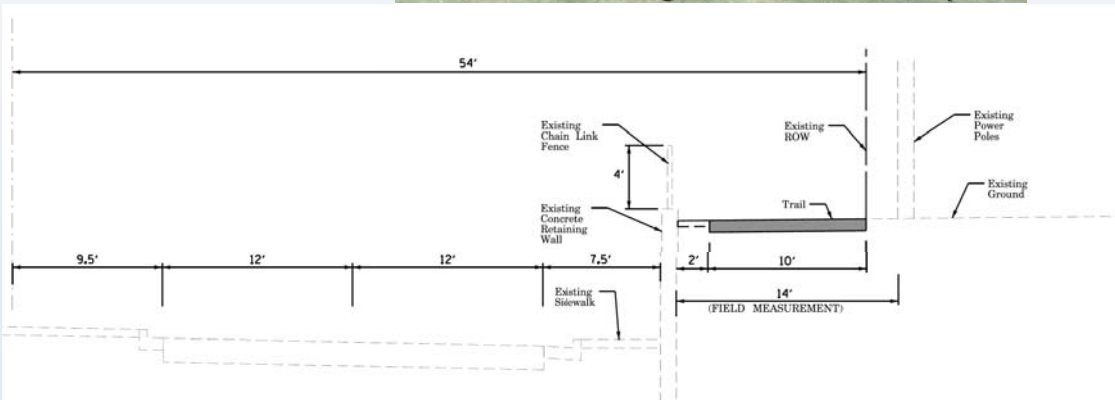 54'
Existing
Chain Link
Fence
4'
Existing
ROW
Existing
Power
Poles
Existing
Ground
Trail
Existing
Concrete
Retaining
Wall
9.5'
12'
12'
7.5'
2'
10'
14'
(FIELD MEASUREMENT)
Existing
Sidewalk